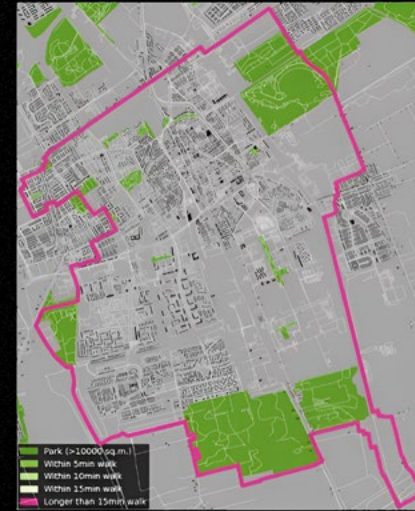 Park (>10000 sq.m.)
Within 5min walk
Within 10min walk
Within 15min walk
Longer than 15min walk